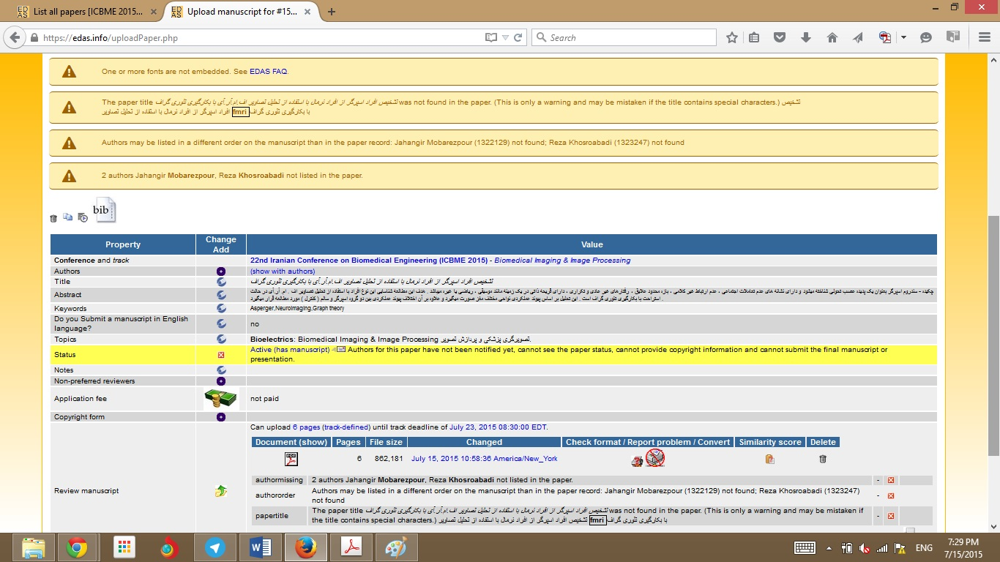 List all papers [ICBME 2015...
Upload manuscript for #15...
https://edas.info/uploadPaper.php
Search
One or more fonts are not embedded. See EDAS FAQ.
The paper title تشخیص افراد اسپرگر از افراد نرمال با استفاده از تحلیل تصاویر اف.ام.آر.آی با بکارگیری تئوری گراف was not found in the paper. (This is only a warning and may be mistaken if the title contains special characters.) تشخیص
افراد اسپرگر از افراد نرمال با استفاده از تحلیل تصاویر fmri با بکارگیری تئوری گراف
Authors may be listed in a different order on the manuscript than in the paper record: Jahangir Mobarezpour (1322129) not found; Reza Khosroabadi (1323247) not found
2 authors Jahangir Mobarezpour, Reza Khosroabadi not listed in the paper.
bib
Property Change Add Value
Conference and track 22nd Iranian Conference on Biomedical Engineering (ICBME 2015) - Biomedical Imaging & Image Processing
Authors (show with authors)
Title تشخیص افراد اسپرگر از افراد نرمال با استفاده از تحلیل تصاویر اف.ام.آر.آی با بکارگیری تئوری گراف
Abstract چکیده - سندروم اسپرگر بعنوان یک پدیده عصب تحولی شناخته میشود و دارای نشانه های عدم تعاملات اجتماعی ، عدم ارتباط غیر کلامی ، بازه محدود علایق ، رفتارهای غیر عادی و تکراری ، دارای قریحه ذاتی در یک زمینه مانند موسیقی ، ریاضی یا غیره میباشد . هدف این مطالعه شناسایی این نوع افراد با استفاده از تحلیل تصاویر اف . ام .آر.آی در حالت
استراحت با بکارگیری تئوری گراف است . این تحلیل بر اساس پیوند عملکردی نواحی مختلف مغز صورت میگیرد و علاوه بر آن اختلاف پیوند عملکردی بین دو گروه اسپرگر و سالم ( کنترل ) مورد مطالعه قرار میگیرد .
Keywords Asperger,Neuroimaging,Graph theory
Do you Submit a manuscript in English language? no
Topics Bioelectrics: Biomedical Imaging & Image Processing تصویرگری پزشکی و پردازش تصویر.
Status Active (has manuscript) Authors for this paper have not been notified yet, cannot see the paper status, cannot provide copyright information and cannot submit the final manuscript or
presentation.
Notes
Non-preferred reviewers
Application fee not paid
Copyright form
Can upload 6 pages (track-defined) until track deadline of July 23, 2015 08:30:00 EDT.
Document (show) Pages File size Changed Check format / Report problem / Convert Similarity score Delete
6 862,181 July 15, 2015 10:58:36 America/New_York
Review manuscript
authormissing 2 authors Jahangir Mobarezpour, Reza Khosroabadi not listed in the paper. -
authororder Authors may be listed in a different order on the manuscript than in the paper record: Jahangir Mobarezpour (1322129) not found; Reza Khosroabadi (1323247)
not found -
papertitle The paper title تشخیص افراد اسپرگر از افراد نرمال با استفاده از تحلیل تصاویر اف.ام.آر.آی با بکارگیری تئوری گراف was not found in the paper. (This is only a warning and may be mistaken if
the title contains special characters.) تشخیص افراد اسپرگر از افراد نرمال با استفاده از تحلیل تصاویر fmri با بکارگیری تئوری گراف -
ENG
7:29 PM
7/15/2015